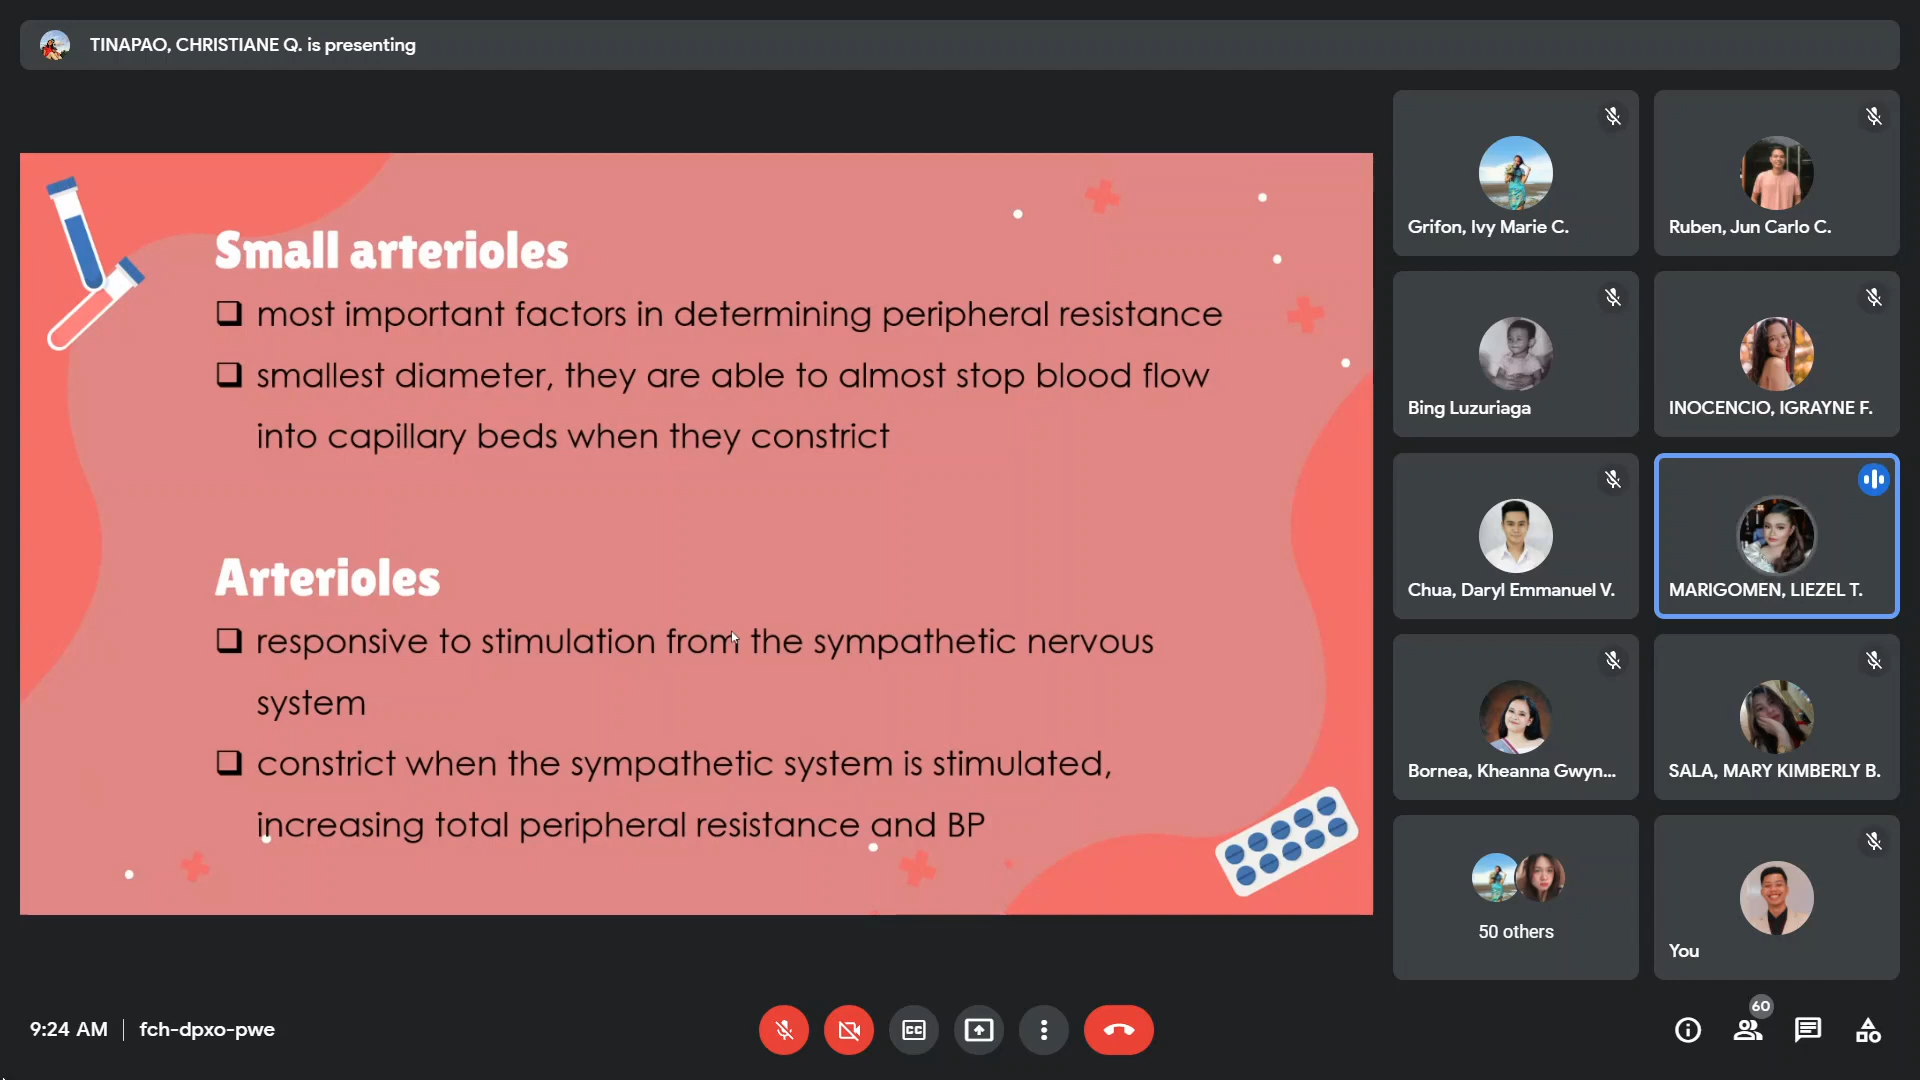 TINAPAO, CHRISTIANE Q. is presenting
Small arterioles
❑ most important factors in determining peripheral resistance
❑ smallest diameter, they are able to almost stop blood flow
into capillary beds when they constrict
Arterioles
❑ responsive to stimulation from the sympathetic nervous
system
❑ constrict when the sympathetic system is stimulated,
increasing total peripheral resistance and BP
Grifon, Ivy Marie C.
Ruben, Jun Carlo C.
Bing Luzuriaga
INOCENCIO, IGRAYNE F.
Chua, Daryl Emmanuel V.
MARIGOMEN, LIEZEL T.
Bornea, Kheanna Gwyn...
SALA, MARY KIMBERLY B.
50 others
You
9:24 AM | fch-dpxo-pwe
CC
60